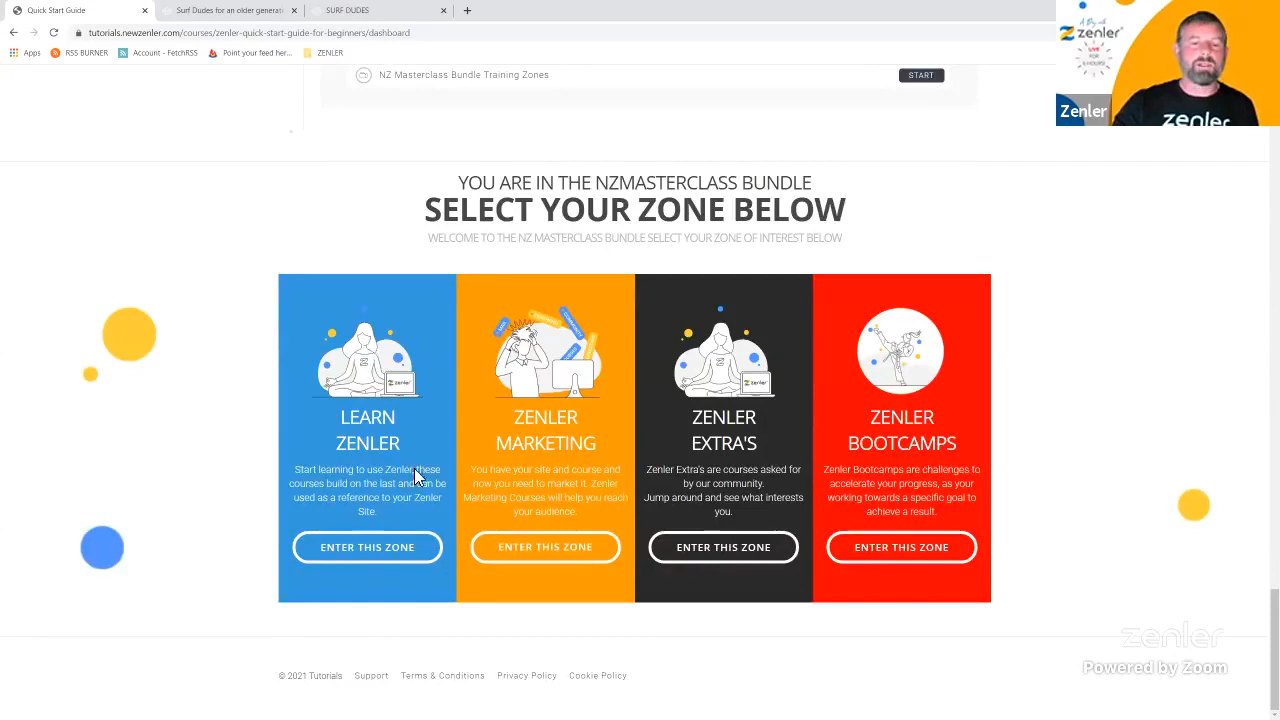 Quick Start Guide
Surf Dudes for an older generati
SURF DUDES
tutorials.newzenler.com/courses/zenler-quick-start-guide-for-beginners/dashboard
Apps
RSS BURNER
Account - FetchRSS
Point your feed her...
ZENLER
A Day with
zenler
LIVE
FOR
Zenler
zenler
NZ Masterclass Bundle Training Zones
START
YOU ARE IN THE NZMASTERCLASS BUNDLE
SELECT YOUR ZONE BELOW
WELCOME TO THE NZ MASTERCLASS BUNDLE SELECT YOUR ZONE OF INTEREST BELOW
zenler
LEARN
ZENLER
Start learning to use Zenler these
courses build on the last and can be
used as a reference to your Zenler
Site.
ENTER THIS ZONE
ZENLER
MARKETING
You have your site and course and
now you need to market it. Zenler
Marketing Courses will help you reach
your audience.
ENTER THIS ZONE
zenler
ZENLER
EXTRA'S
Zenler Extra's are courses asked for
by our community.
Jump around and see what interests
you.
ENTER THIS ZONE
ZENLER
BOOTCAMPS
Zenler Bootcamps are challenges to
accelerate your progress, as your
working towards a specific goal to
achieve a result.
ENTER THIS ZONE
zenler
Powered by Zoom
© 2021 Tutorials
Support
Terms & Conditions
Privacy Policy
Cookie Policy